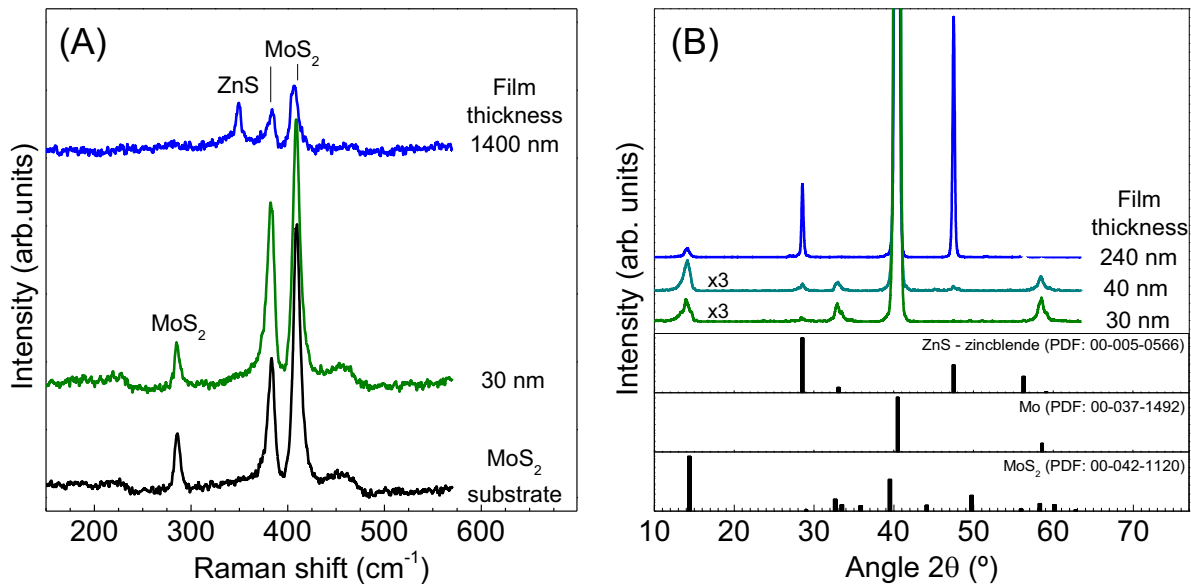 (A)
MoS2
ZnS
Film
thickness
1400 nm
MoS2
30 nm
MoS2
substrate
Intensity (arb.units)
200 250 300 350 400 450 500 600
Raman shift (cm-1)
(B)
Film
thickness
240 nm
x3
40 nm
x3
30 nm
ZnS - zincblende (PDF: 00-005-0566)
Mo (PDF: 00-037-1492)
MoS2 (PDF: 00-042-1120)
Intensity (arb. units)
10 20 30 40 50 60 70
Angle 2θ (º)